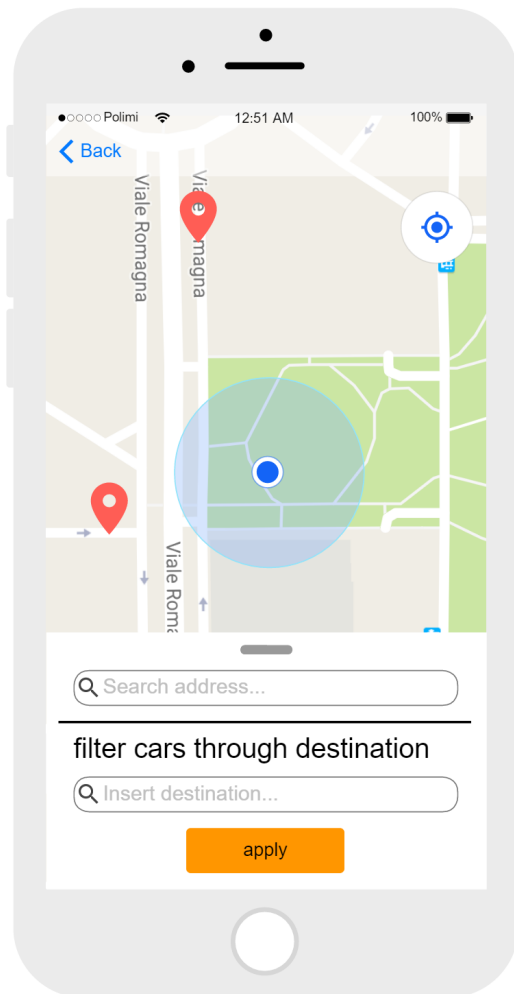 Polimi 12:51 AM 100%
Back
Viale Romagna
Viale Romagna
Viale Roma
Search address...
filter cars through destination
Insert destination...
apply